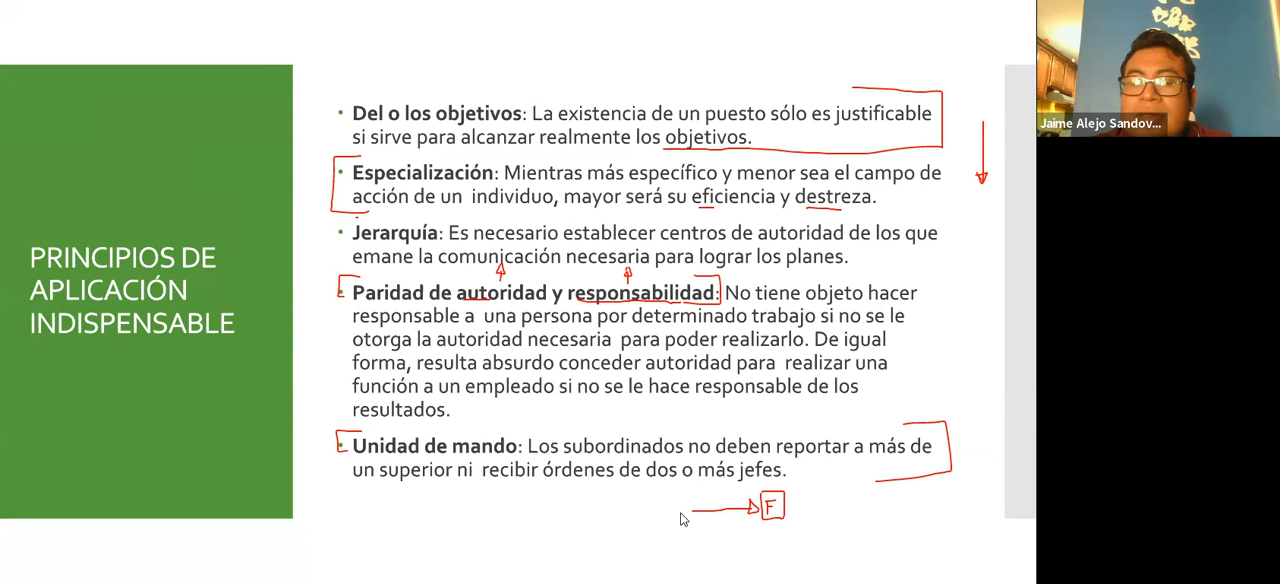 PRINCIPIOS DE
APLICACIÓN
INDISPENSABLE
• Del o los objetivos: La existencia de un puesto sólo es justificable
si sirve para alcanzar realmente los objetivos.
• Especialización: Mientras más específico y menor sea el campo de
acción de un individuo, mayor será su eficiencia y destreza.
• Jerarquía: Es necesario establecer centros de autoridad de los que
emane la comunicación necesaria para lograr los planes.
• Paridad de autoridad y responsabilidad: No tiene objeto hacer
responsable a una persona por determinado trabajo si no se le
otorga la autoridad necesaria para poder realizarlo. De igual
forma, resulta absurdo conceder autoridad para realizar una
función a un empleado si no se le hace responsable de los
resultados.
• Unidad de mando: Los subordinados no deben reportar a más de
un superior ni recibir órdenes de dos o más jefes.
F
Jaime Alejo Sandov...